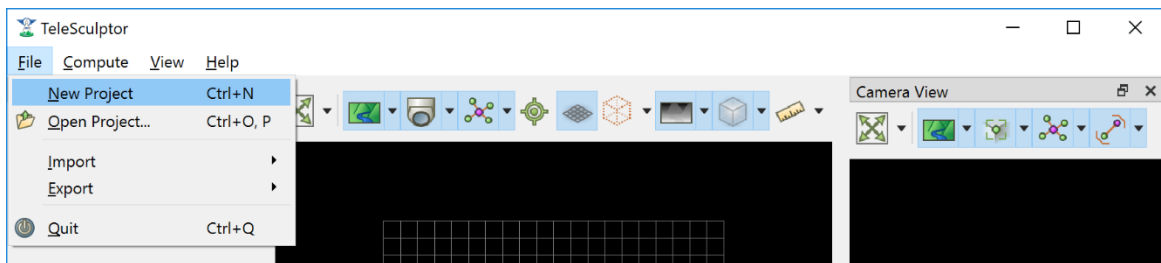 TeleSculptor
File Compute View Help
New Project Ctrl+N
Open Project... Ctrl+O, P
Import
Export
Quit Ctrl+Q
Camera View